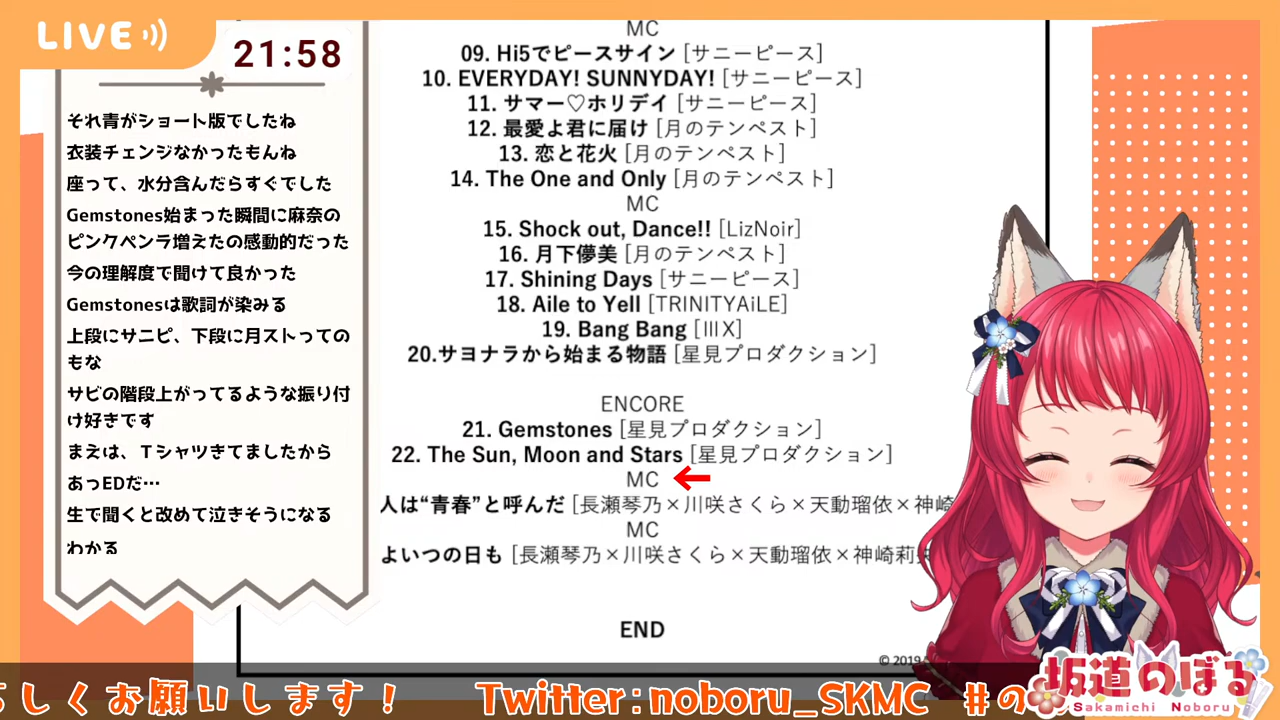 LIVE
21:58
それ青がショート版でしたね
衣装チェンジなかったもんね
座って、水分含んだらすぐでした
Gemstones始まった瞬間に麻奈の
ピンクペンラ増えたの感動的だった
今の理解度で聞けて良かった
Gemstonesは歌詞が染みる
上段にサニピ、下段に月ストっての
もな
サビの階段上がってるような振り付
け好きです
まえは、Tシャツきてましたから
あっEDだ…
生で聞くと改めて泣きそうになる
わかる
MC
09. Hi5でピースサイン [サニーピース]
10. EVERYDAY! SUNNYDAY! [サニーピース]
11. サマー♡ホリデイ [サニーピース]
12. 最愛よ君に届け [月のテンペスト]
13. 恋と花火 [月のテンペスト]
14. The One and Only [月のテンペスト]
MC
15. Shock out, Dance!! [LizNoir]
16. 月下儚美 [月のテンペスト]
17. Shining Days [サニーピース]
18. Aile to Yell [TRINITYAiLE]
19. Bang Bang [ⅢX]
20.サヨナラから始まる物語 [星見プロダクション]
ENCORE
21. Gemstones [星見プロダクション]
22. The Sun, Moon and Stars [星見プロダクション]
MC
人は“青春”と呼んだ [長瀬琴乃×川咲さくら×天動瑠依×神崎
MC
よいつの日も [長瀬琴乃×川咲さくら×天動瑠依×神崎莉央
END
© 2019
しくお願いします！ Twitter:noboru_SKMC #の
坂道のぼる
Sakamichi Noboru